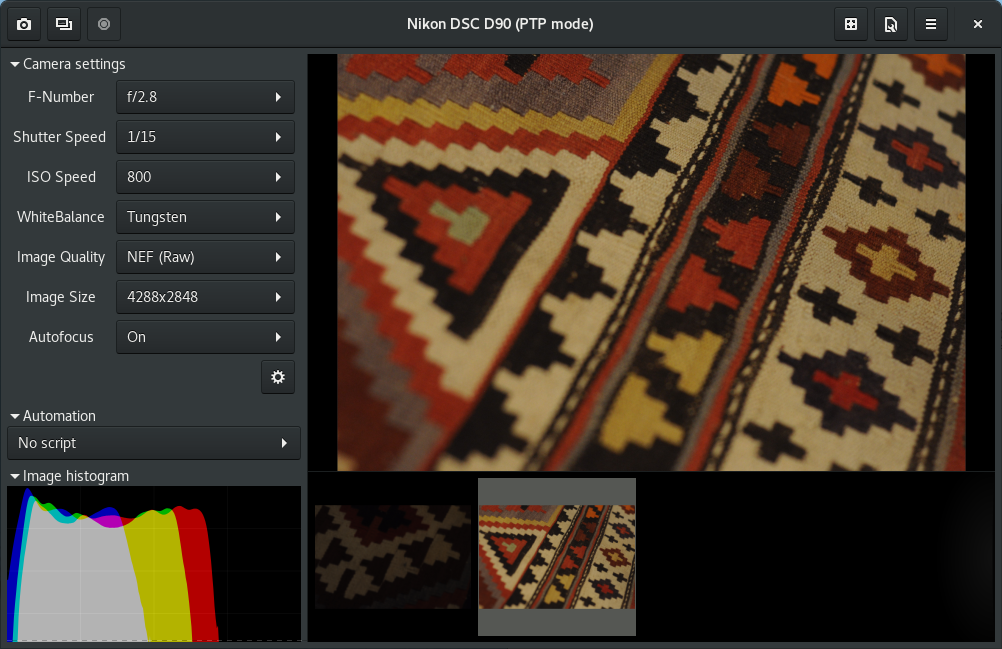 Nikon DSC D90 (PTP mode)
Camera settings
F-Number f/2.8
Shutter Speed 1/15
ISO Speed 800
WhiteBalance Tungsten
Image Quality NEF (Raw)
Image Size 4288x2848
Autofocus On
Automation
No script
Image histogram